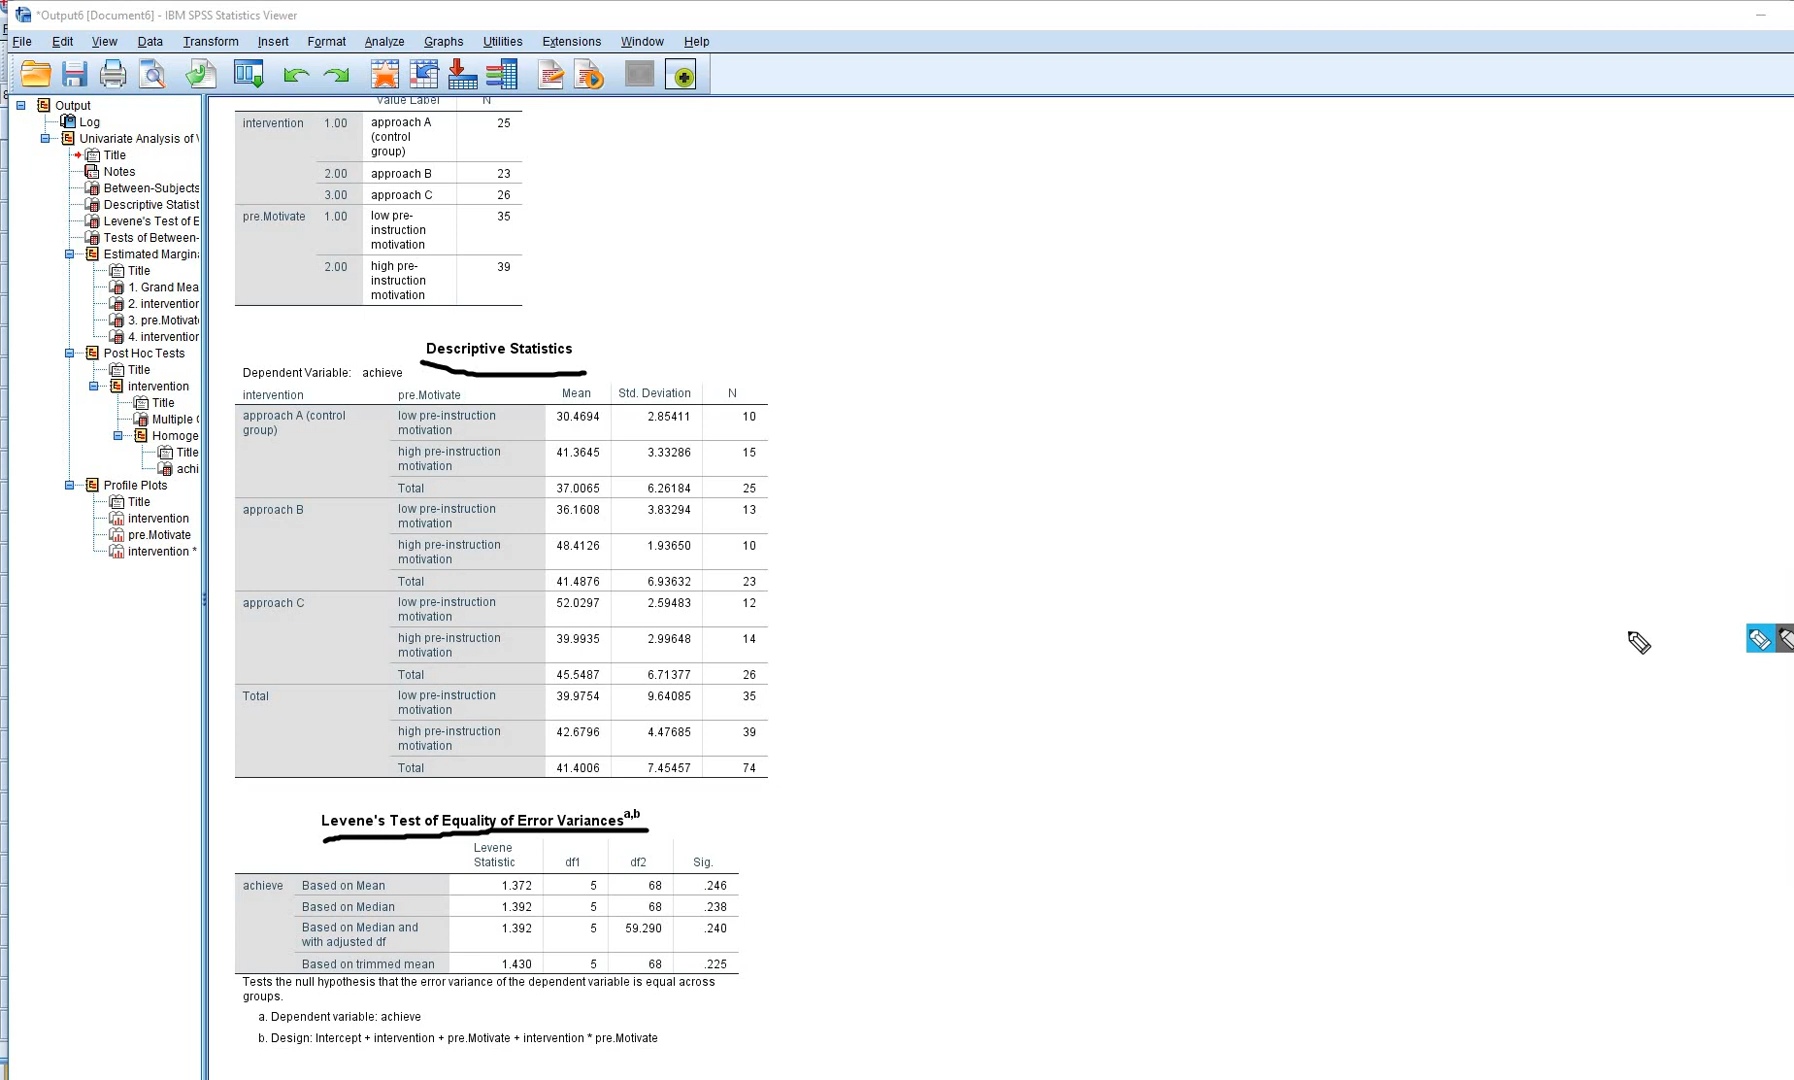 *Output6 [Document6] - IBM SPSS Statistics Viewer
File Edit View Data Transform Insert Format Analyze Graphs Utilities Extensions Window Help
Output
Log
Univariate Analysis of
Title
Notes
Between-Subjects
Descriptive Statist
Levene's Test of E
Tests of Between-
Estimated Margin
Title
1. Grand Mea
2. intervention
3. pre.Motivat
4. intervention
Post Hoc Tests
Title
intervention
Title
Multiple
Homoge
Title
achi
Profile Plots
Title
intervention
pre.Motivate
intervention *
Value Label N
intervention 1.00 approach A 25
(control
group)
2.00 approach B 23
3.00 approach C 26
pre.Motivate 1.00 low pre- 35
instruction
motivation
2.00 high pre- 39
instruction
motivation
Descriptive Statistics
Dependent Variable: achieve
intervention pre.Motivate Mean Std. Deviation N
approach A (control low pre-instruction 30.4694 2.85411 10
group) motivation
high pre-instruction 41.3645 3.33286 15
motivation
Total 37.0065 6.26184 25
approach B low pre-instruction 36.1608 3.83294 13
motivation
high pre-instruction 48.4126 1.93650 10
motivation
Total 41.4876 6.93632 23
approach C low pre-instruction 52.0297 2.59483 12
motivation
high pre-instruction 39.9935 2.99648 14
motivation
Total 45.5487 6.71377 26
Total low pre-instruction 39.9754 9.64085 35
motivation
high pre-instruction 42.6796 4.47685 39
motivation
Total 41.4006 7.45457 74
Levene's Test of Equality of Error Variances a,b
Levene
Statistic df1 df2 Sig.
achieve Based on Mean 1.372 5 68 .246
Based on Median 1.392 5 68 .238
Based on Median and 1.392 5 59.290 .240
with adjusted df
Based on trimmed mean 1.430 5 68 .225
Tests the null hypothesis that the error variance of the dependent variable is equal across
groups.
a. Dependent variable: achieve
b. Design: Intercept + intervention + pre.Motivate + intervention * pre.Motivate